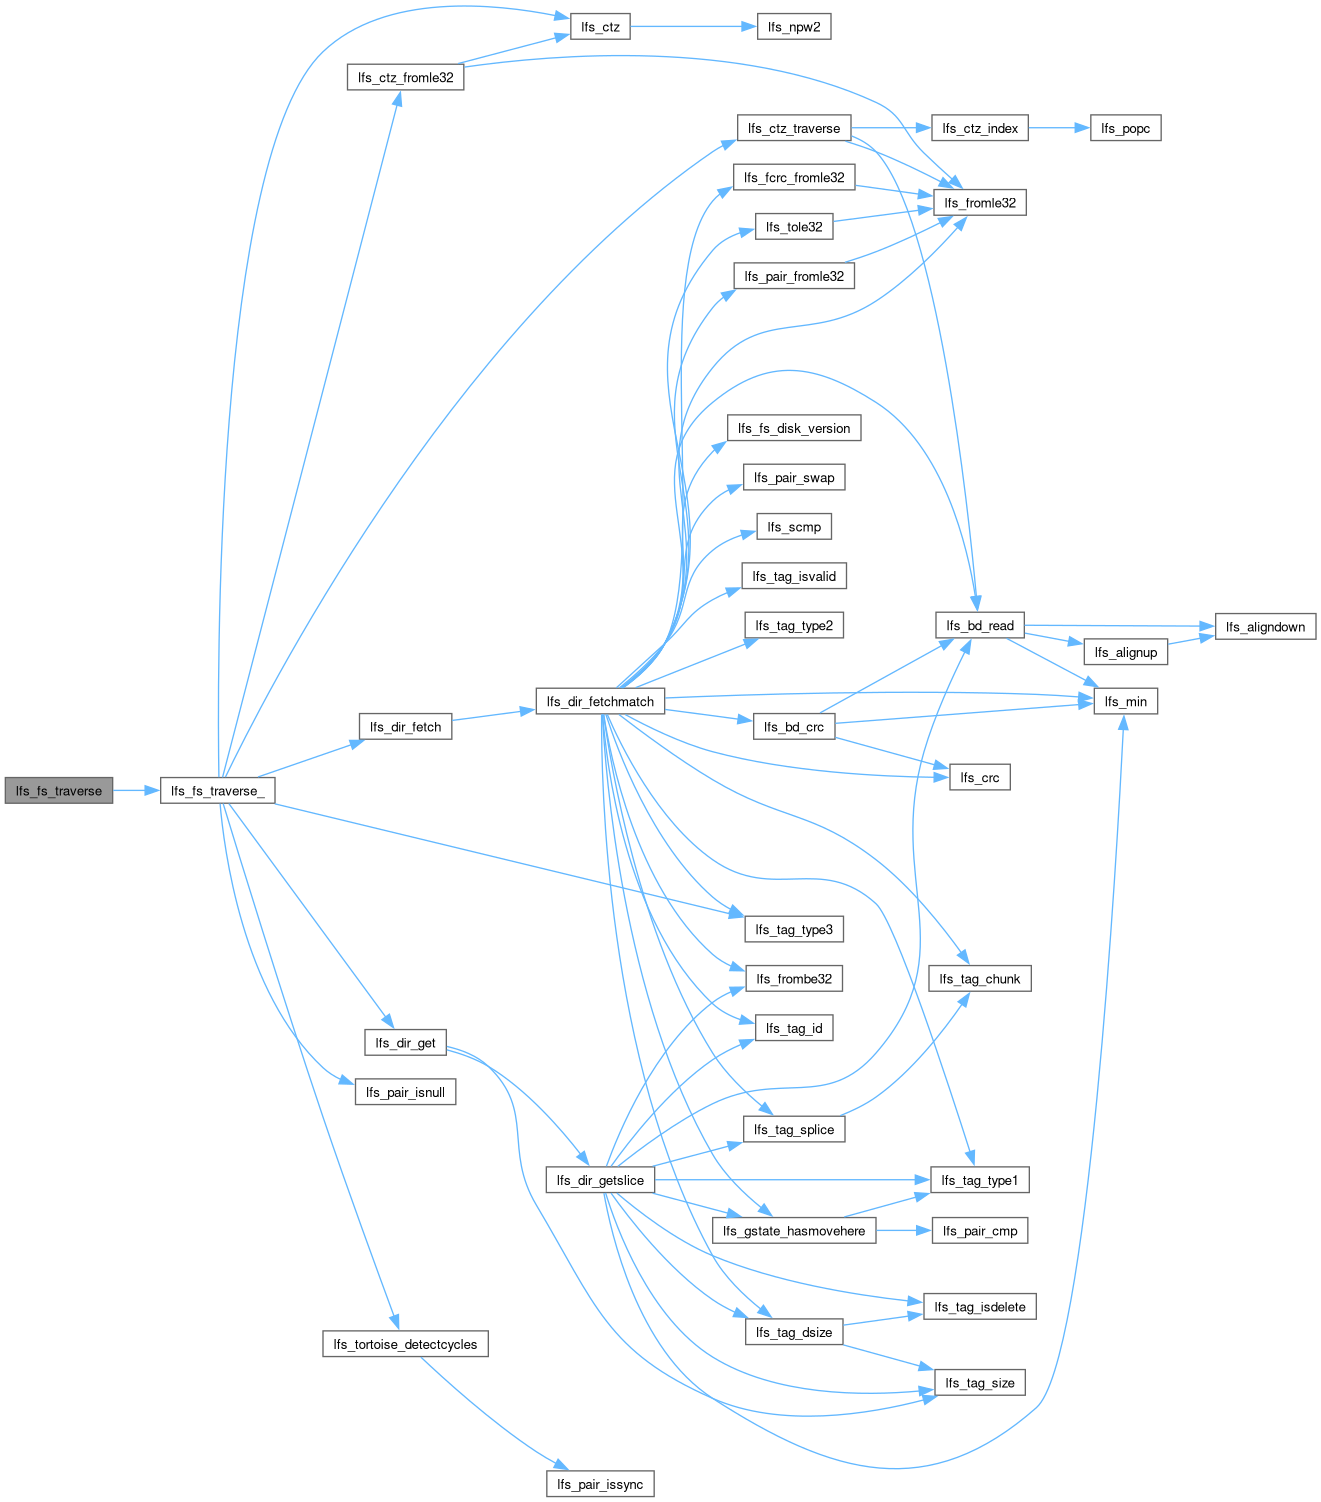 lfs_ctz
lfs_npw2
lfs_ctz_fromle32
lfs_ctz_traverse
lfs_ctz_index
lfs_popc
lfs_fcrc_fromle32
lfs_fromle32
lfs_tole32
lfs_pair_fromle32
lfs_fs_disk_version
lfs_pair_swap
lfs_scmp
lfs_tag_isvalid
lfs_tag_type2
lfs_bd_read
lfs_aligndown
lfs_alignup
lfs_dir_fetchmatch
lfs_min
lfs_dir_fetch
lfs_bd_crc
lfs_crc
lfs_fs_traverse
lfs_fs_traverse_
lfs_tag_type3
lfs_frombe32
lfs_tag_chunk
lfs_tag_id
lfs_dir_get
lfs_pair_isnull
lfs_tag_splice
lfs_dir_getslice
lfs_tag_type1
lfs_gstate_hasmovehere
lfs_pair_cmp
lfs_tag_isdelete
lfs_tag_dsize
lfs_tortoise_detectcycles
lfs_tag_size
lfs_pair_issync